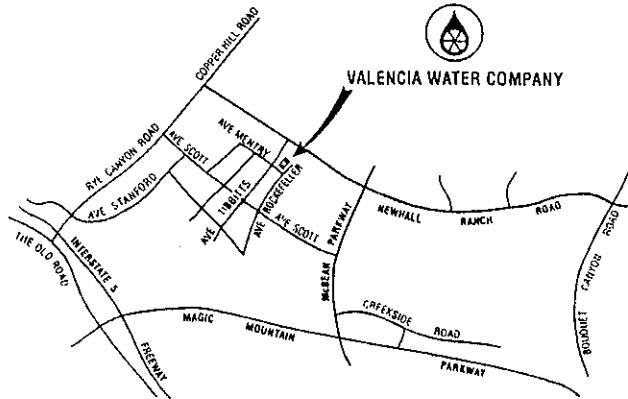 VALENCIA WATER COMPANY
COPPER HILL ROAD
RYE CANYON ROAD
AVE SCOTT
AVE MENTRY
AVE STANFORD
AVE TIBBITTS
AVE ROCKEFELLER
AVE SCOTT
NEWHALL RANCH ROAD
McBEAN PARKWAY
BOUQUET CANYON ROAD
THE OLD ROAD
INTERSTATE 5 FREEWAY
CREEKSIDE ROAD
MAGIC MOUNTAIN PARKWAY